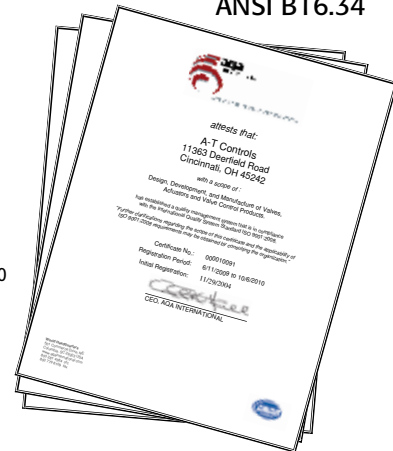 ANSI B16.34
aqa
attests that:
A-T Controls
11363 Deerfield Road
Cincinnati, OH 45242
with a scope of :
Design, Development, and Manufacture of Valves,
Actuators and Valve Control Products.
has established a quality management system that is in compliance
with the International Quality System Standard ISO 9001:2008.
"Further clarifications regarding the scope of this certificate and the applicability of
ISO 9001:2008 requirements may be obtained by consulting the organization."
Certificate No.: 000010091
Registration Period: 6/11/2009 to 10/6/2010
Initial Registration: 11/29/2004
CEO, AQA INTERNATIONAL
0